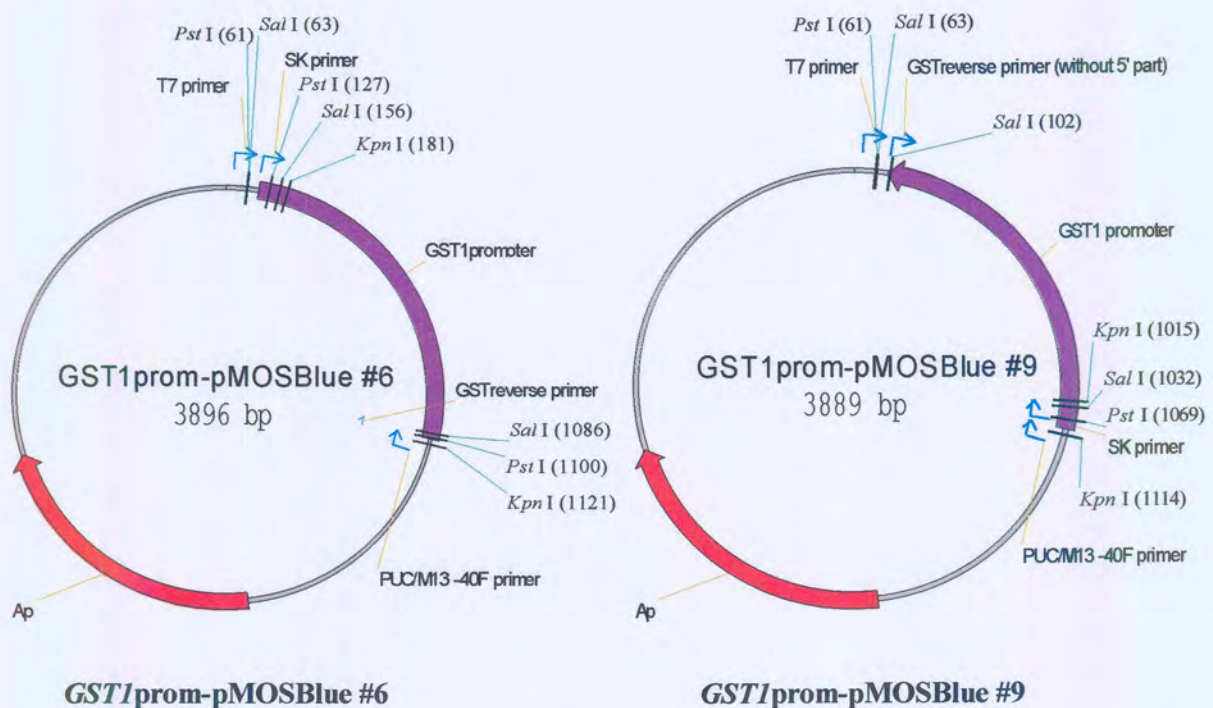 Pst I (61)
Sal I (63)
SK primer
T7 primer
Pst I (127)
Sal I (156)
Kpn I (181)
GST1promoter
GST1prom-pMOSBlue #6
3896 bp
GSTreverse primer
Sal I (1086)
Pst I (1100)
Kpn I (1121)
PUC/M13 -40F primer
Ap
GST1prom-pMOSBlue #6
Pst I (61)
Sal I (63)
T7 primer
GSTreverse primer (without 5' part)
Sal I (102)
GST1 promoter
GST1prom-pMOSBlue #9
3889 bp
Kpn I (1015)
Sal I (1032)
Pst I (1069)
SK primer
Kpn I (1114)
PUC/M13 -40F primer
Ap
GST1prom-pMOSBlue #9